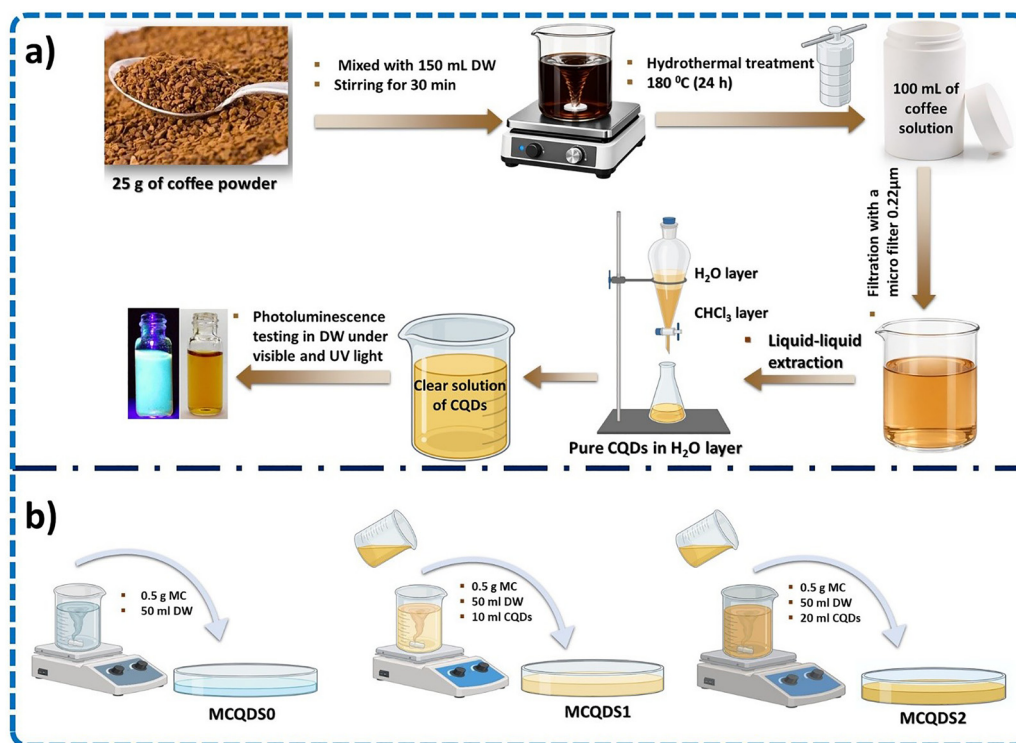 a)
▪ Mixed with 150 mL DW
▪ Stirring for 30 min
▪ Hydrothermal treatment
▪ 180 ⁰C (24 h)
100 mL of
coffee
solution
25 g of coffee powder
▪ Filtration with a
micro filter 0.22µm
H₂O layer
CHCl₃ layer
▪ Liquid-liquid
extraction
Pure CQDs in H₂O layer
Clear solution
of CQDs
▪ Photoluminescence
testing in DW under
visible and UV light
b)
▪ 0.5 g MC
▪ 50 ml DW
MCQDS0
▪ 0.5 g MC
▪ 50 ml DW
▪ 10 ml CQDs
MCQDS1
▪ 0.5 g MC
▪ 50 ml DW
▪ 20 ml CQDs
MCQDS2